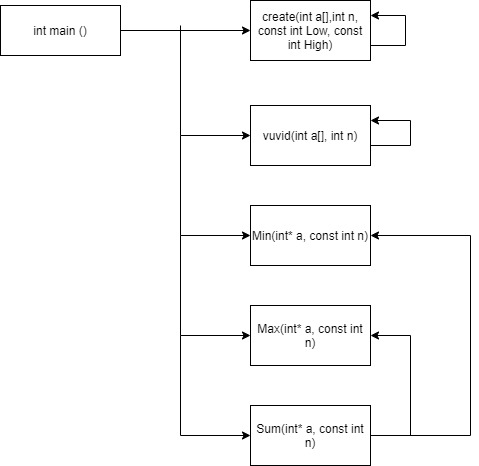 int main ()
create(int a[],int n,
const int Low, const
int High)
vuvid(int a[], int n)
Min(int* a, const int n)
Max(int* a, const int
n)
Sum(int* a, const int
n)